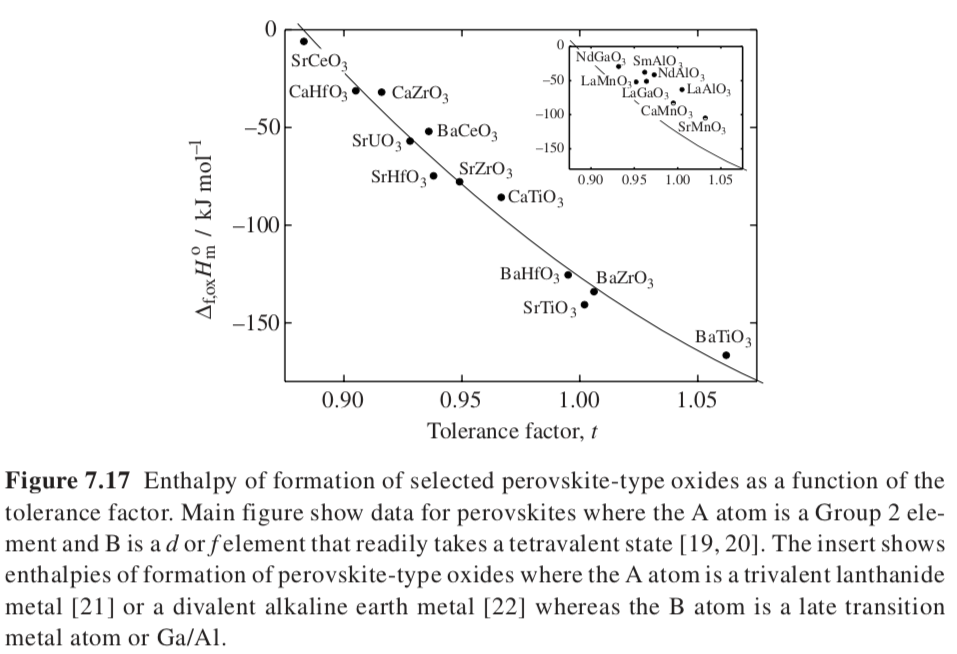 0
−50
−100
−150
Δf,oxHºm / kJ mol−1
SrCeO3
CaHfO3
CaZrO3
BaCeO3
SrUO3
SrHfO3
SrZrO3
CaTiO3
BaHfO3
BaZrO3
SrTiO3
BaTiO3
0.90 0.95 1.00 1.05
Tolerance factor, t
0
−50
−100
−150
NdGaO3 SmAlO3
NdAlO3
LaMnO3
LaGaO3
LaAlO3
CaMnO3
SrMnO3
0.90 0.95 1.00 1.05
Figure 7.17 Enthalpy of formation of selected perovskite-type oxides as a function of the
tolerance factor. Main figure show data for perovskites where the A atom is a Group 2 ele-
ment and B is a d or f element that readily takes a tetravalent state [19, 20]. The insert shows
enthalpies of formation of perovskite-type oxides where the A atom is a trivalent lanthanide
metal [21] or a divalent alkaline earth metal [22] whereas the B atom is a late transition
metal atom or Ga/Al.